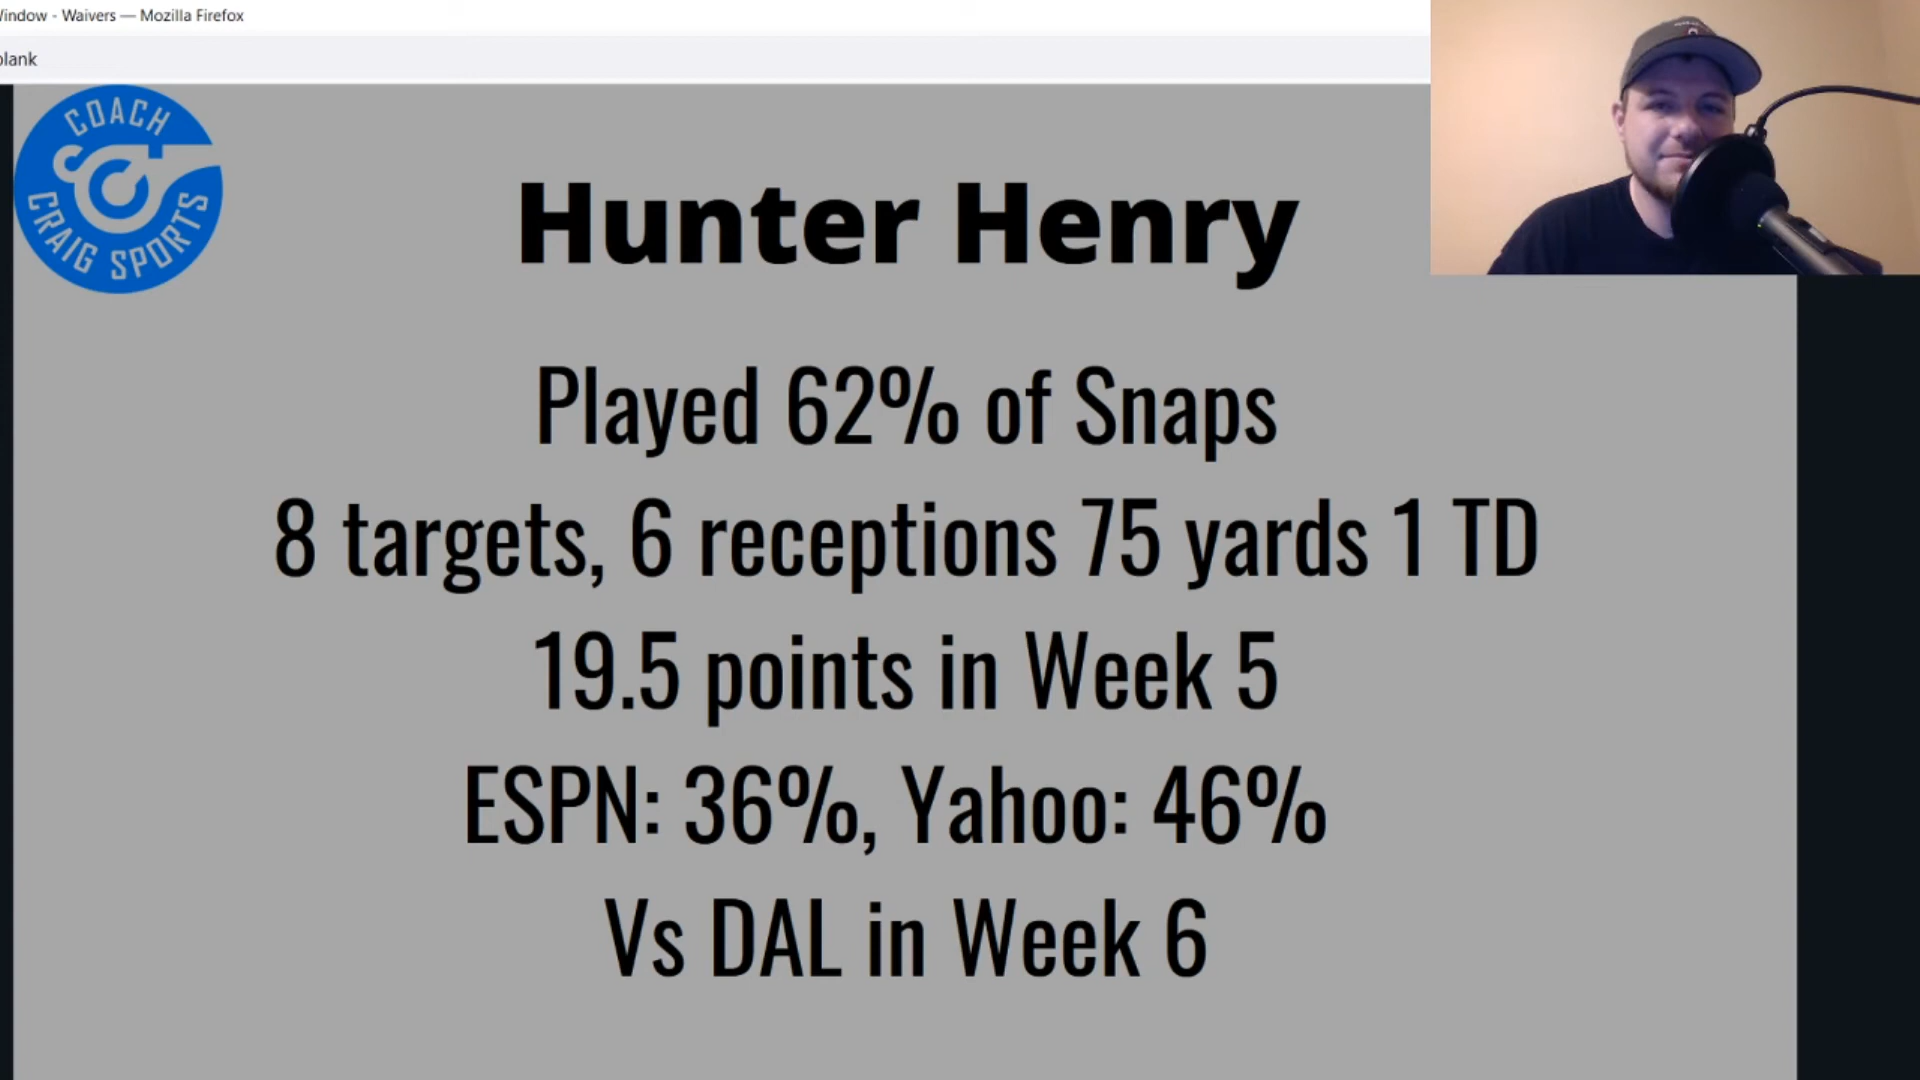 Window - Waivers — Mozilla Firefox
blank
COACH
CRAIG SPORTS
Hunter Henry
Played 62% of Snaps
8 targets, 6 receptions 75 yards 1 TD
19.5 points in Week 5
ESPN: 36%, Yahoo: 46%
Vs DAL in Week 6